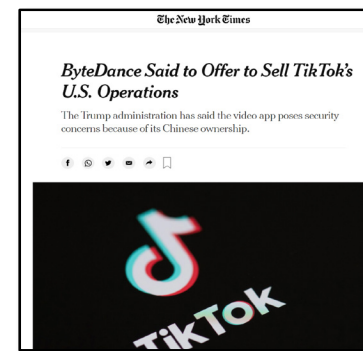 The New York Times
ByteDance Said to Offer to Sell TikTok's
U.S. Operations
The Trump administration has said the video app poses security
concerns because of its Chinese ownership.
TikTok